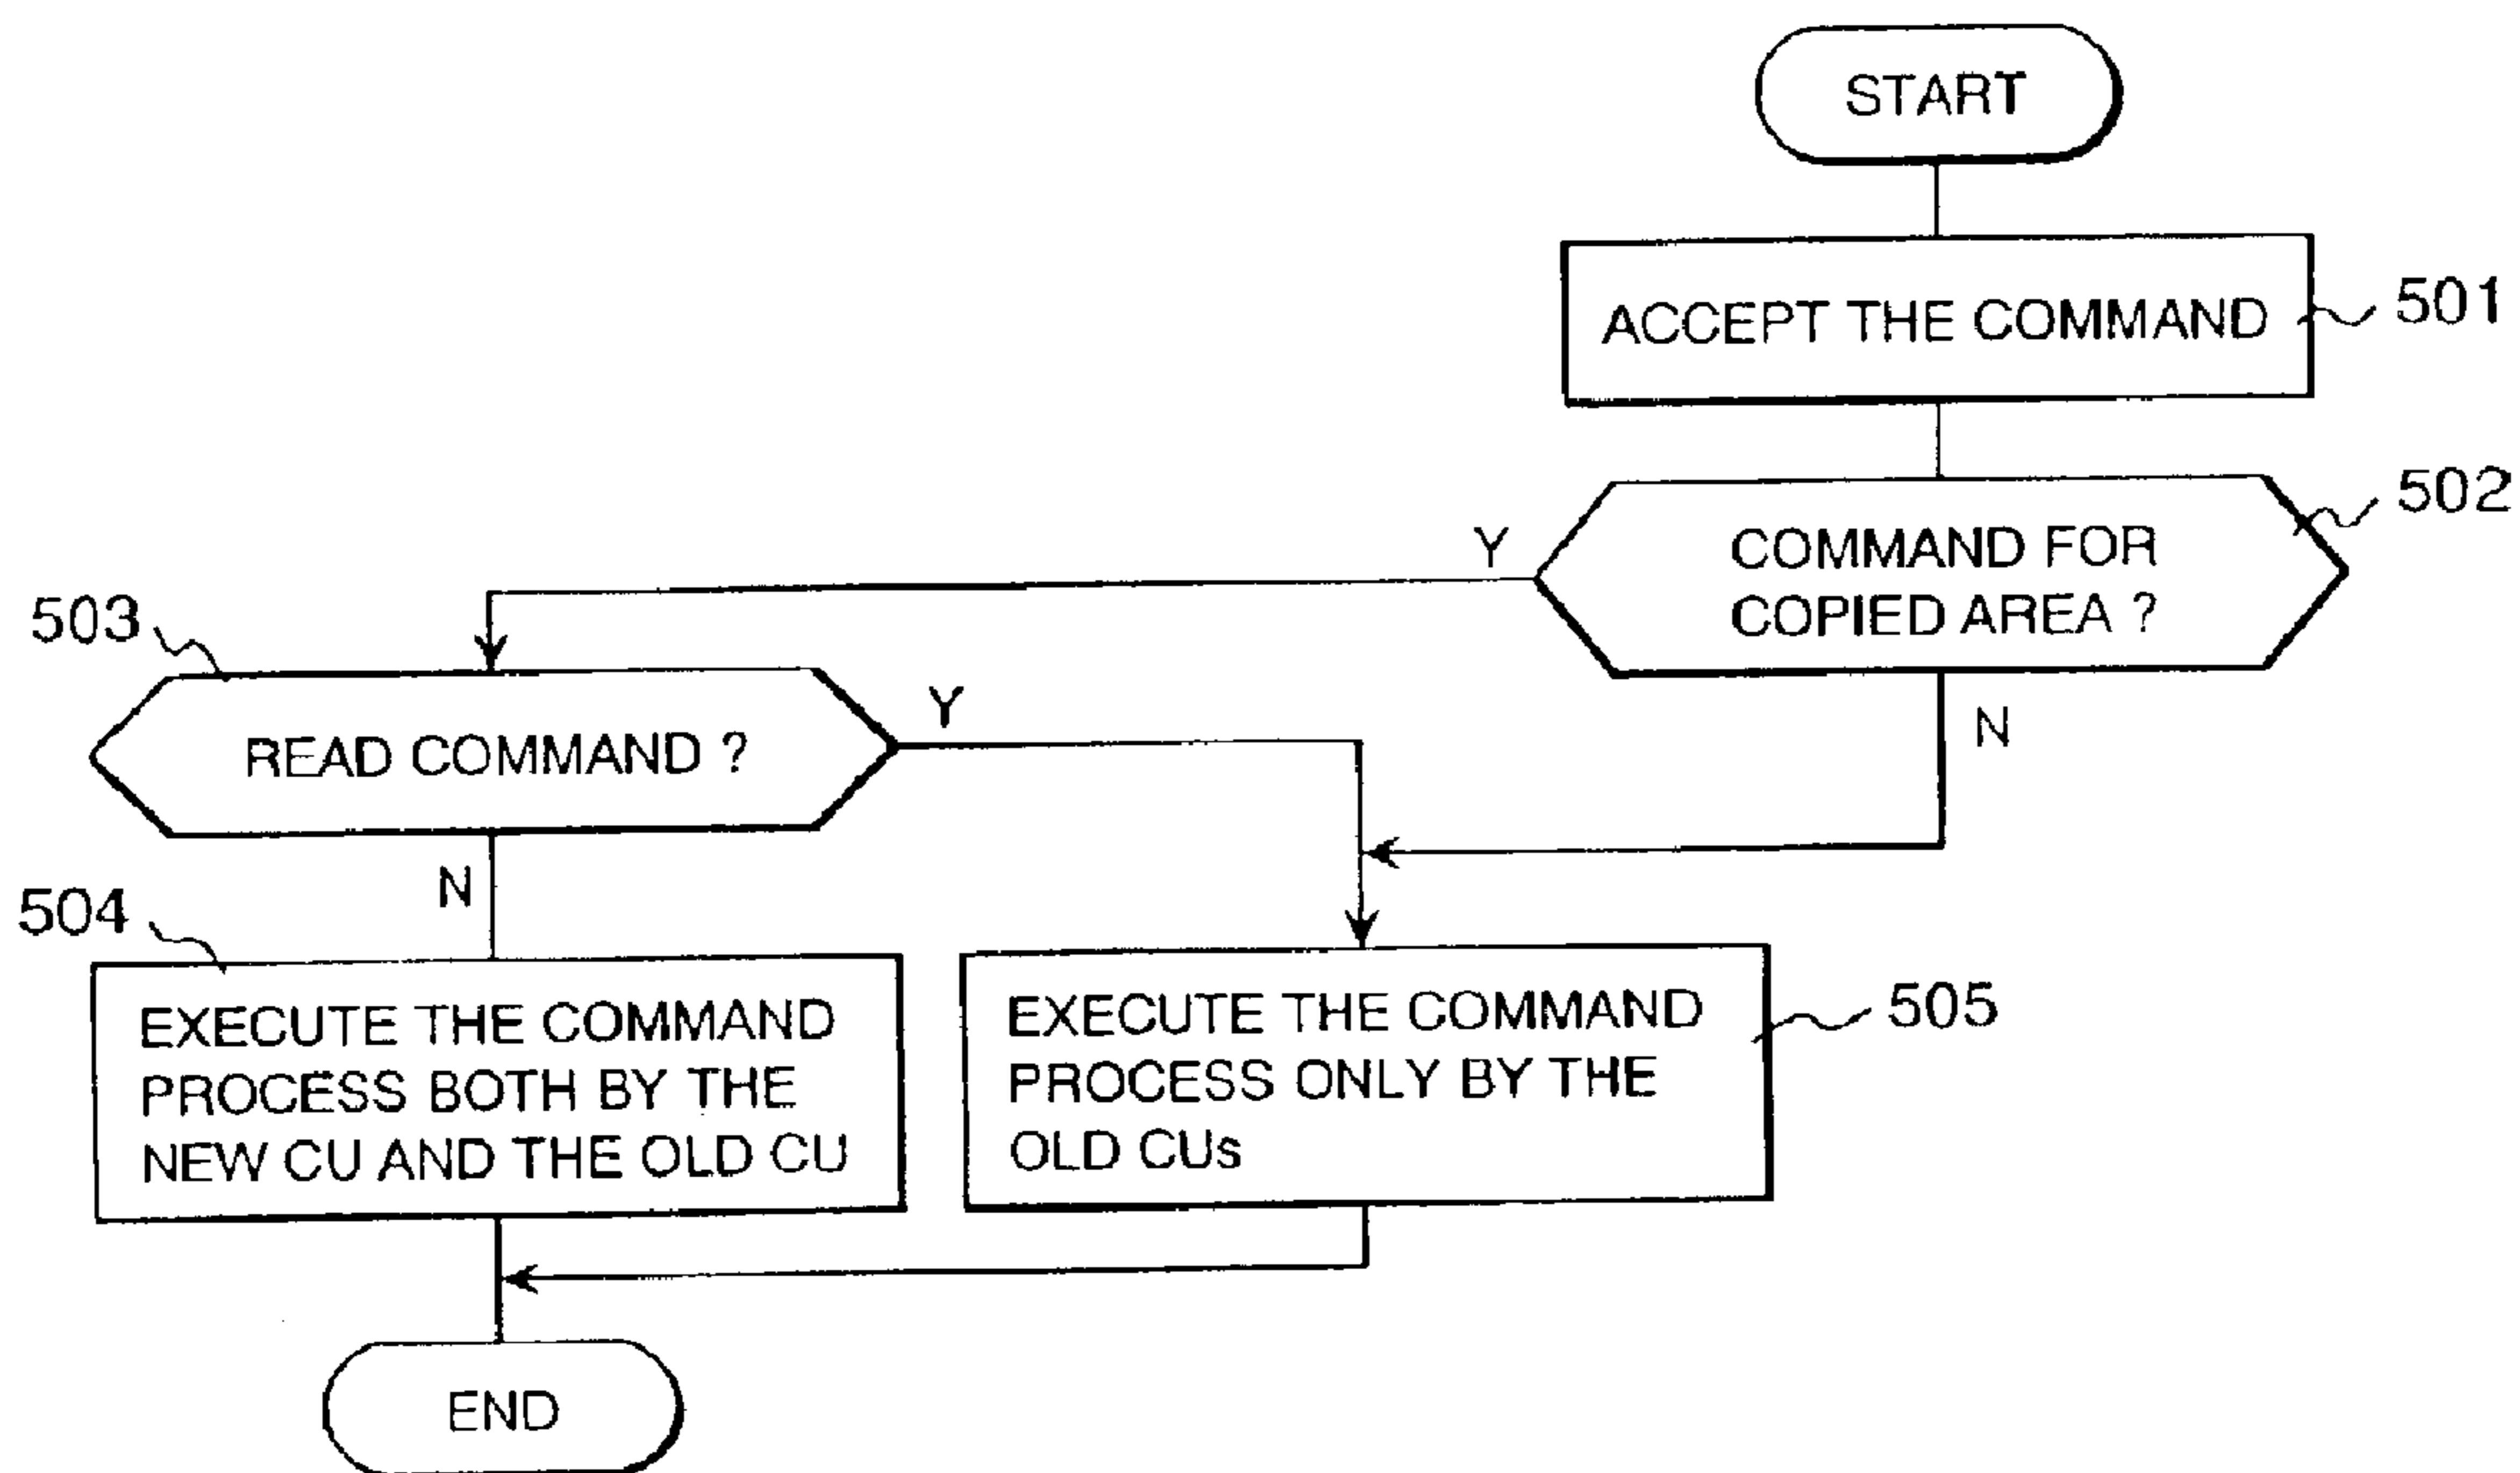 START
ACCEPT THE COMMAND
501
COMMAND FOR
COPIED AREA ?
502
Y
N
503
READ COMMAND ?
Y
N
504
EXECUTE THE COMMAND
PROCESS BOTH BY THE
NEW CU AND THE OLD CU
EXECUTE THE COMMAND
PROCESS ONLY BY THE
OLD CUs
505
END